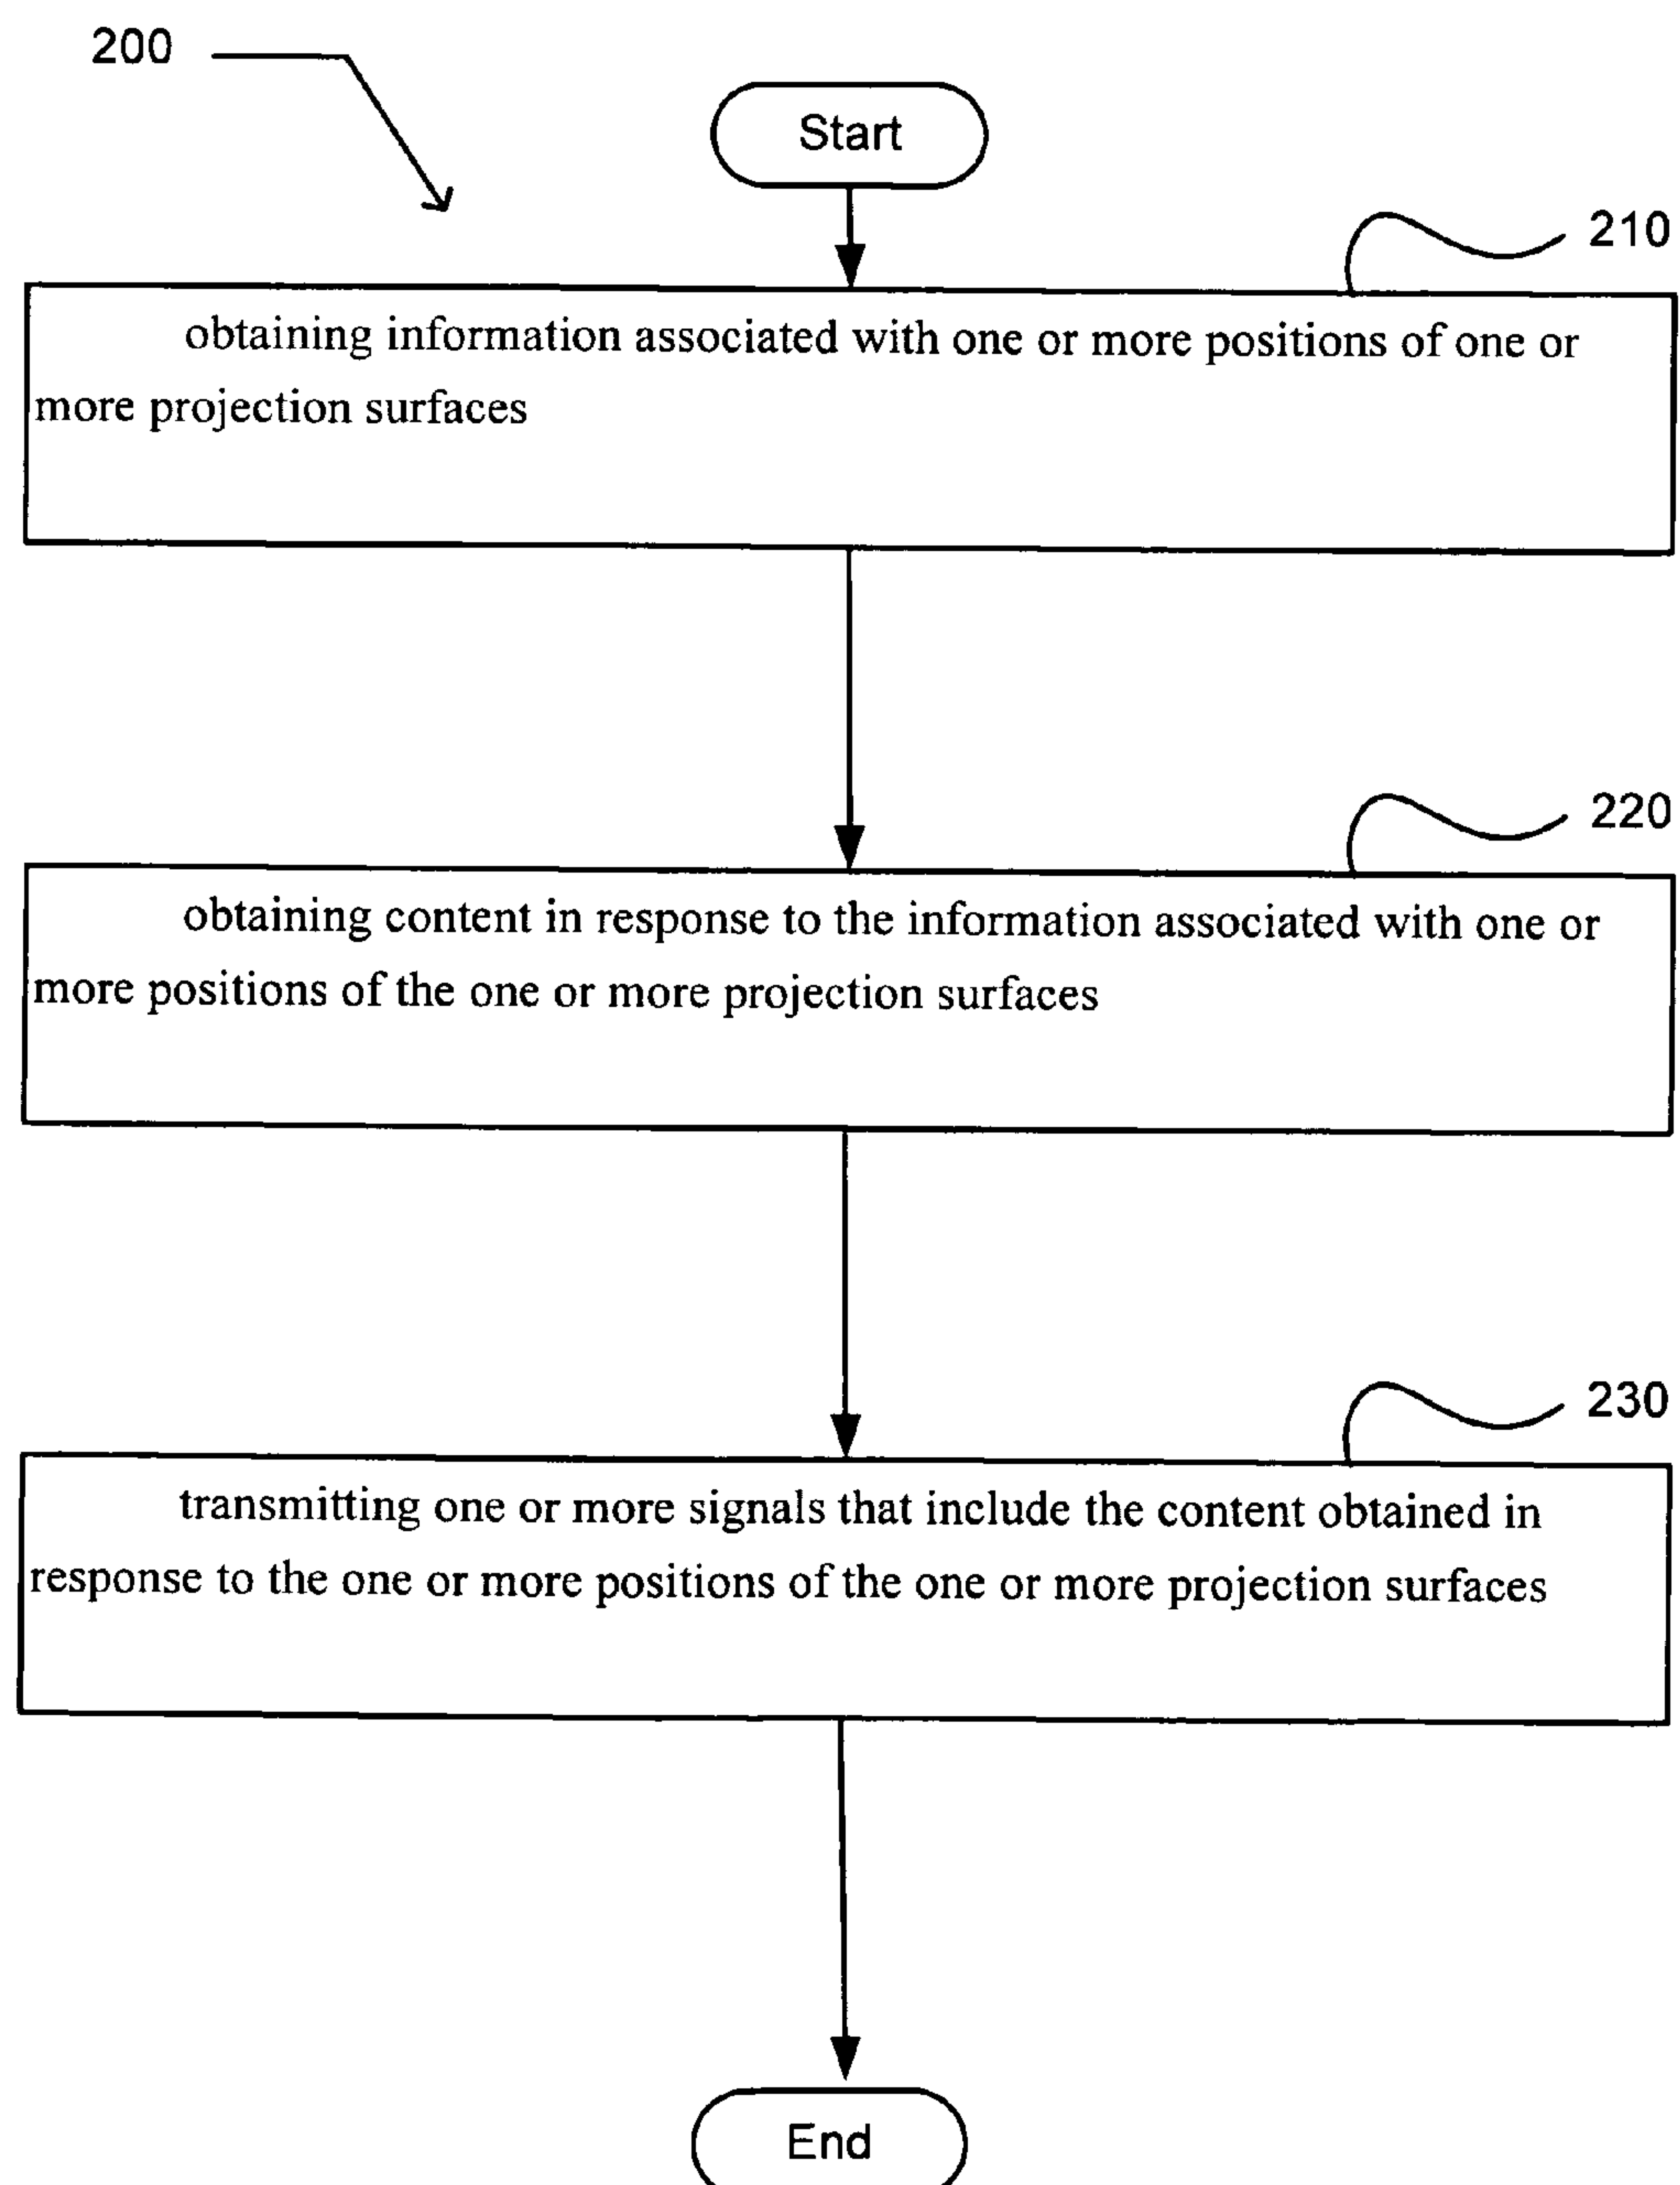 200
Start
210
obtaining information associated with one or more positions of one or
more projection surfaces
220
obtaining content in response to the information associated with one or
more positions of the one or more projection surfaces
230
transmitting one or more signals that include the content obtained in
response to the one or more positions of the one or more projection surfaces
End